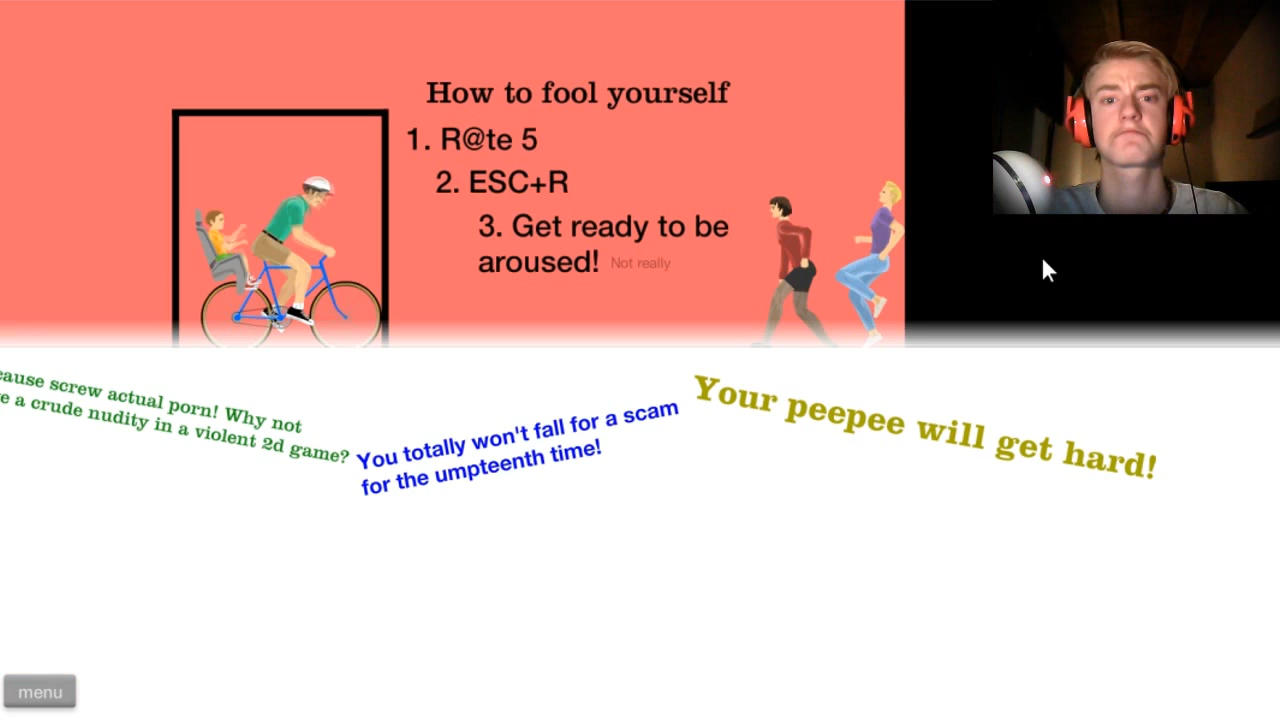 How to fool yourself
1. R@te 5
2. ESC+R
3. Get ready to be
aroused! Not really
cause screw actual porn! Why not
e a crude nudity in a violent 2d game?
You totally won't fall for a scam
for the umpteenth time!
Your peepee will get hard!
menu